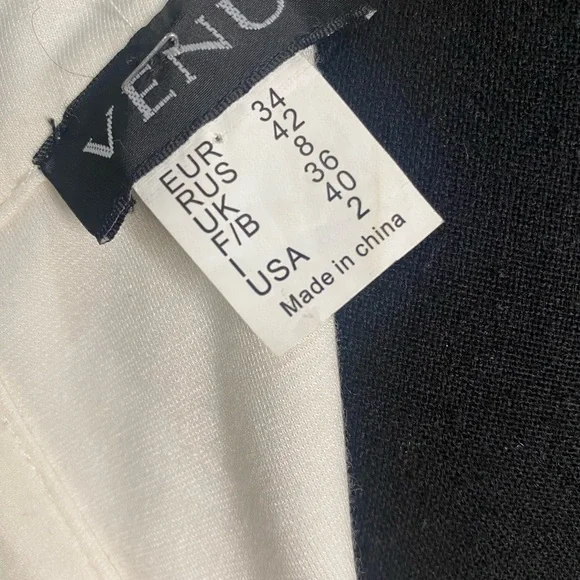 VENU
EUR 34
RUS 42
UK 8
F/B 36
I 40
USA 2
Made in china